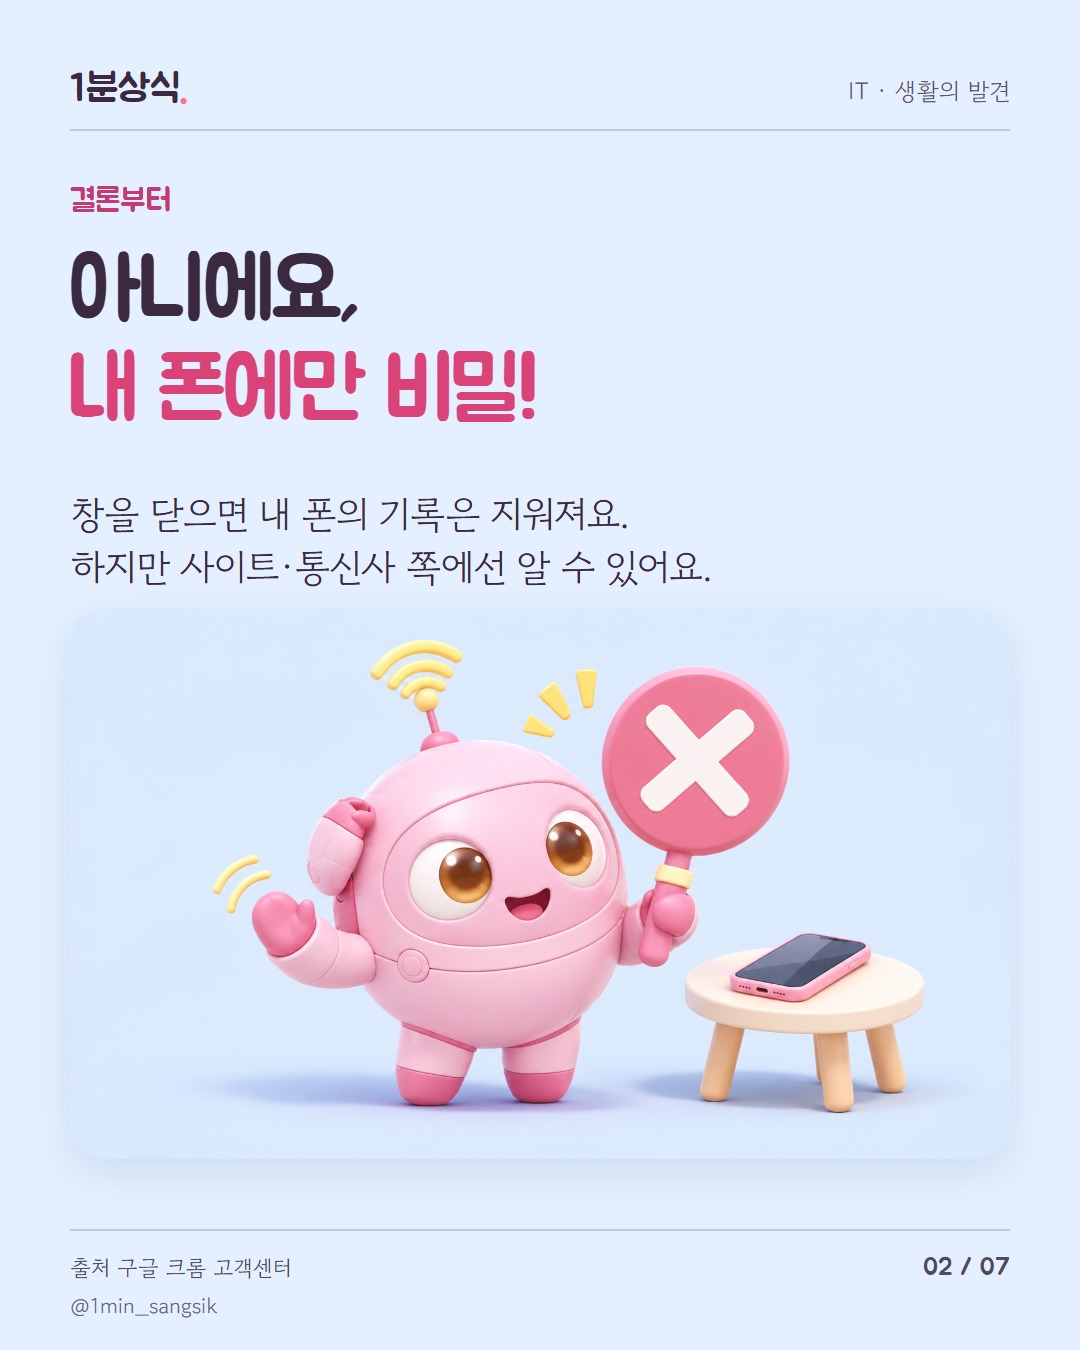 1분상식.
IT · 생활의 발견
결론부터
아니에요,
내 폰에만 비밀!
창을 닫으면 내 폰의 기록은 지워져요.
하지만 사이트·통신사 쪽에선 알 수 있어요.
출처 구글 크롬 고객센터
02 / 07
@1min_sangsik